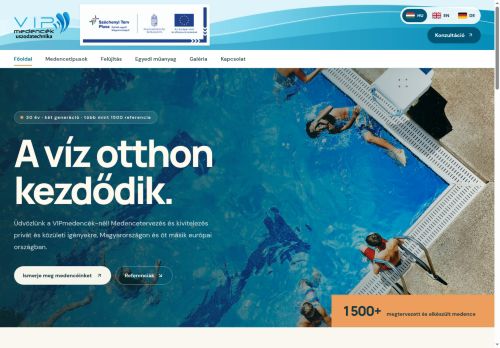 VIP
medencék
uszodatechnika
Széchenyi Terv
Plusz
HU
EN
DE
Konzultáció
Főoldal
Medencetípusok
Felújítás
Egyedi műanyag
Galéria
Kapcsolat
30 év · két generáció · több mint 1500 referencia
A víz otthon
kezdődik.
Üdvözlünk a VIPmedencék-nél! Medencetervezés és kivitelezés
privát és közületi igényekre, Magyarországon és öt másik európai
országban.
Ismerje meg medencéinket
Referenciák
1500+ megtervezett és elkészült medence